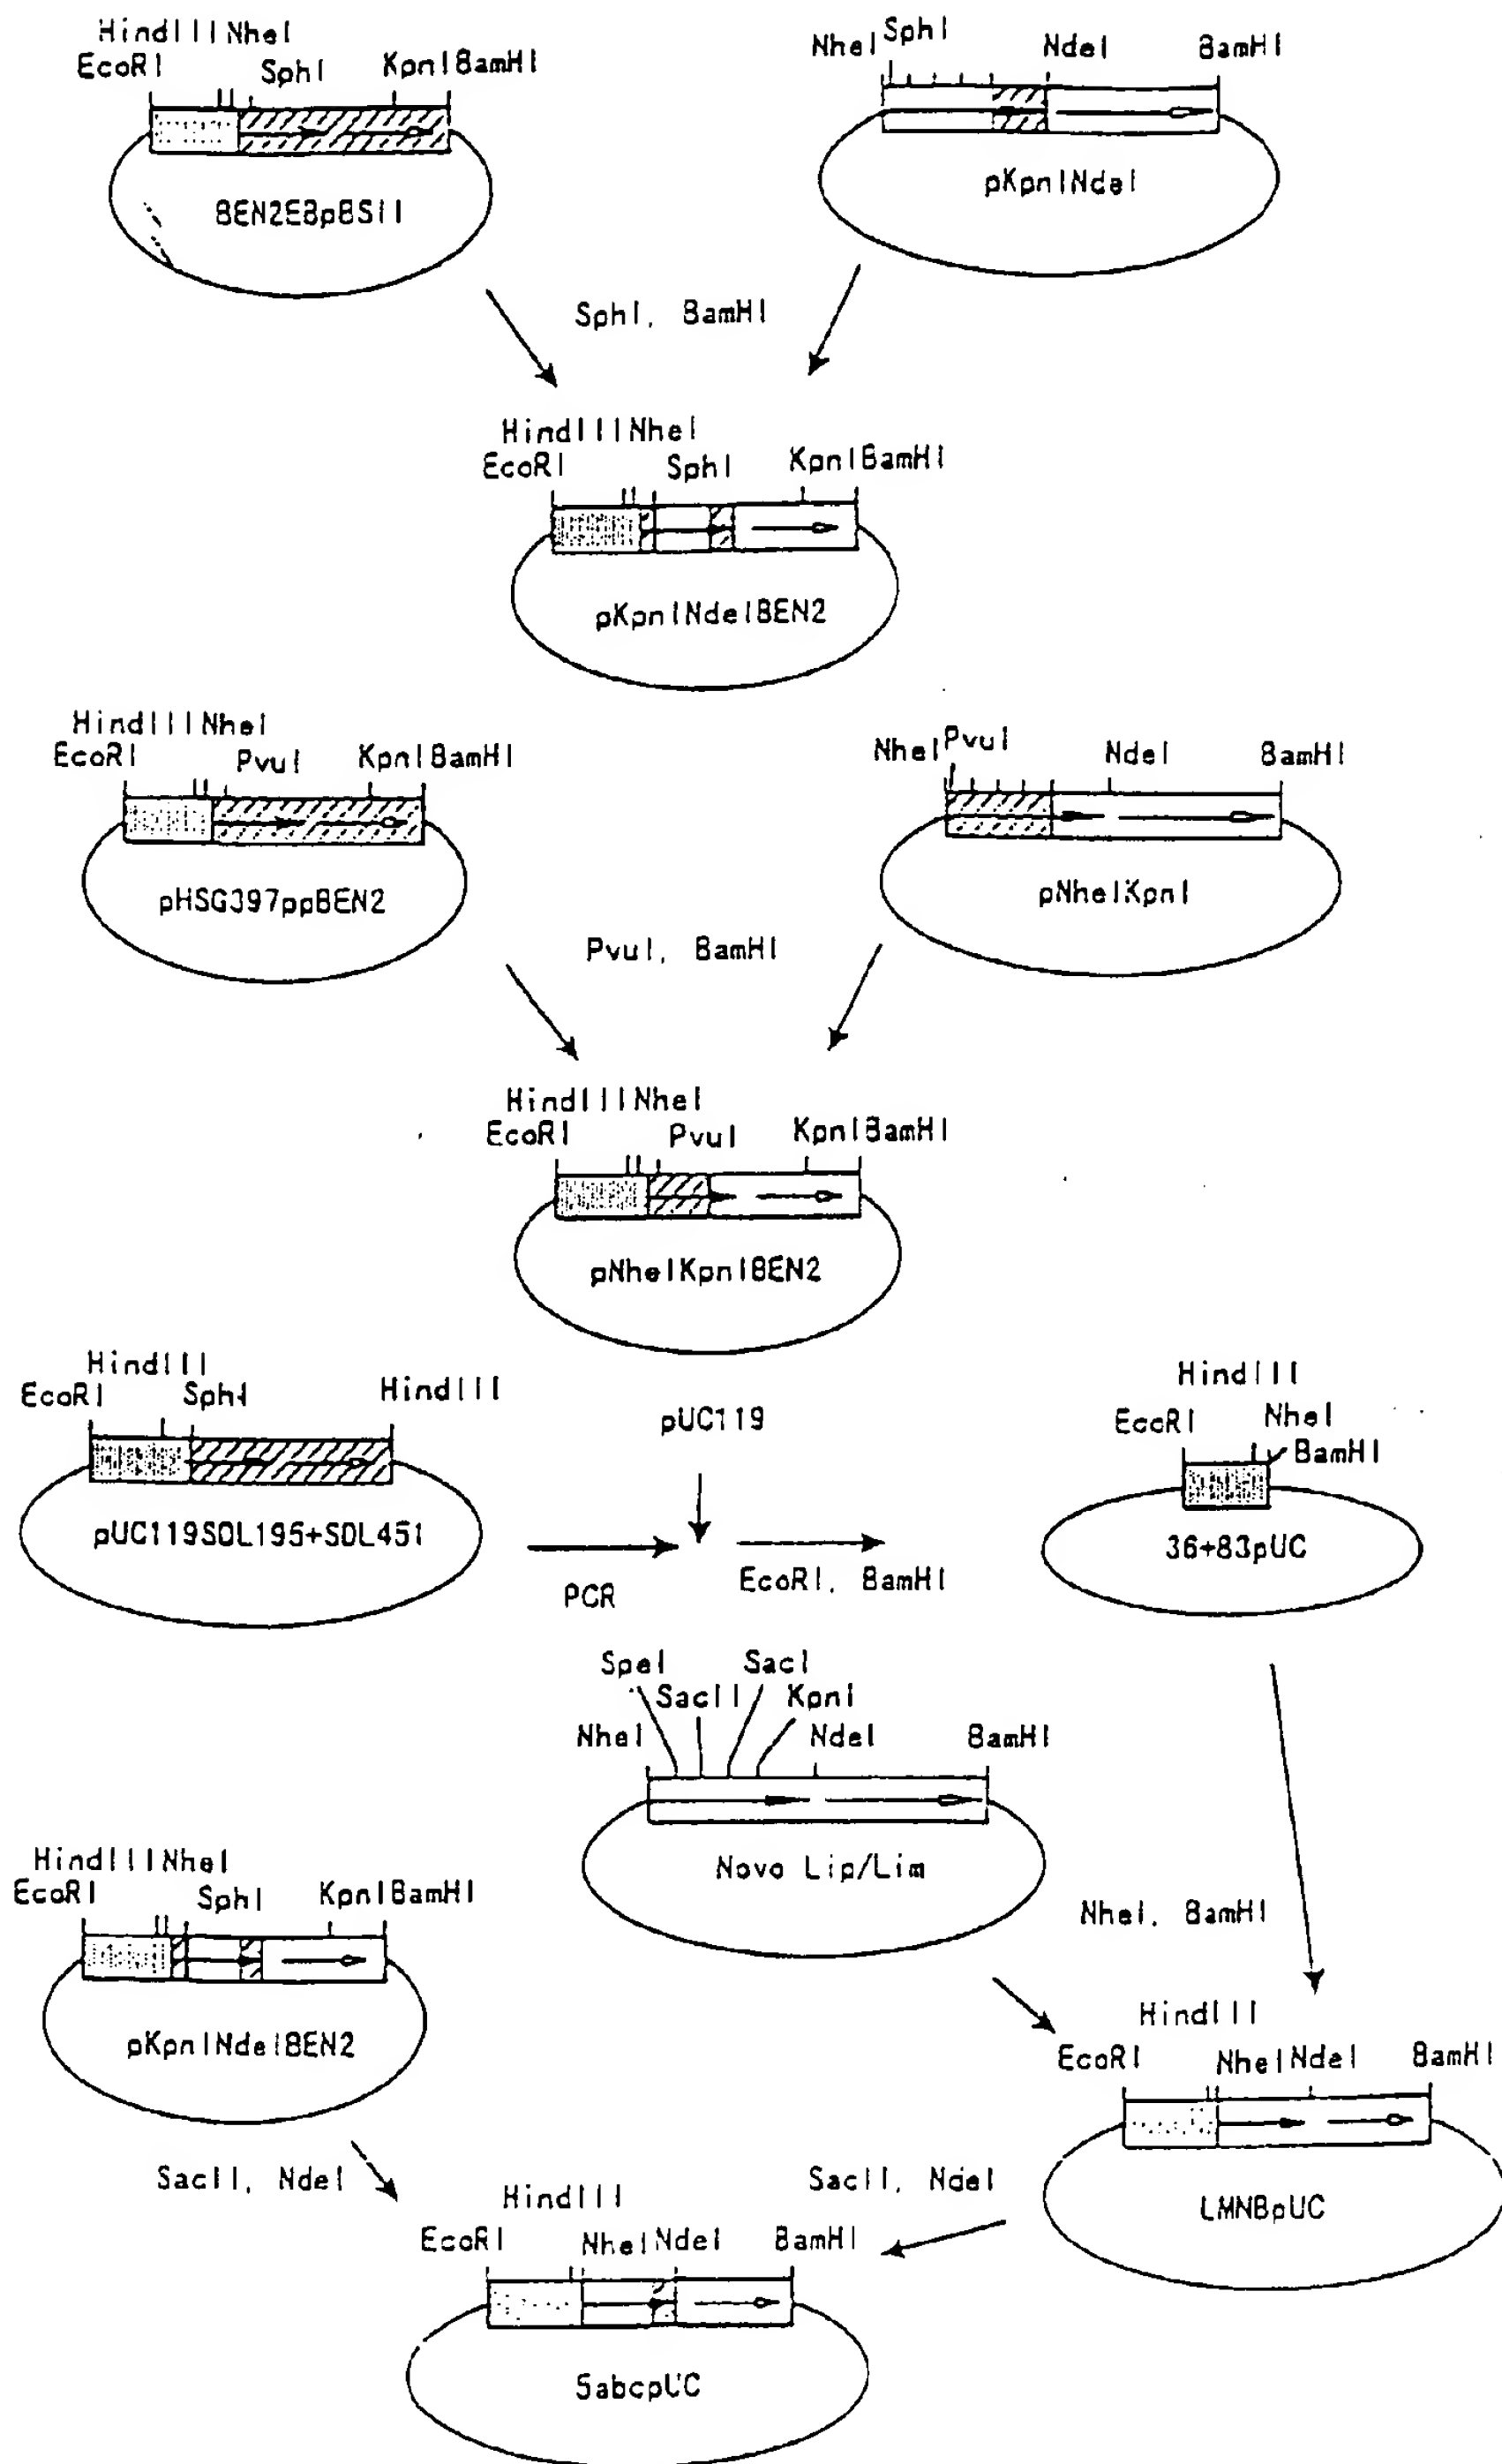 HindIII NheI
EcoRI SphI KpnI BamHI
BEN2EBpBSII
NheI SphI NdeI BamHI
pKpnINdeI
SphI, BamHI
HindIII NheI
EcoRI SphI KpnI BamHI
pKpnINdeIBEN2
HindIII NheI
EcoRI PvuI KpnI BamHI
pHSG397ppBEN2
NheI PvuI NdeI BamHI
pNheIKpnI
PvuI, BamHI
HindIII NheI
EcoRI PvuI KpnI BamHI
pNheIKpnIBEN2
HindIII
EcoRI SphI HindIII
pUC119SDL195+SDL451
pUC119
PCR
EcoRI, BamHI
HindIII
EcoRI NheI
BamHI
36+83pUC
SpeI SacI
SacII KpnI
NheI NdeI BamHI
Novo Lip/Lim
NheI, BamHI
HindIII NheI
EcoRI SphI KpnI BamHI
pKpnINdeIBEN2
SacII, NdeI
HindIII
EcoRI NheI NdeI BamHI
LMNBpUC
SacII, NdeI
HindIII
EcoRI NheI NdeI BamHI
5abcpUC